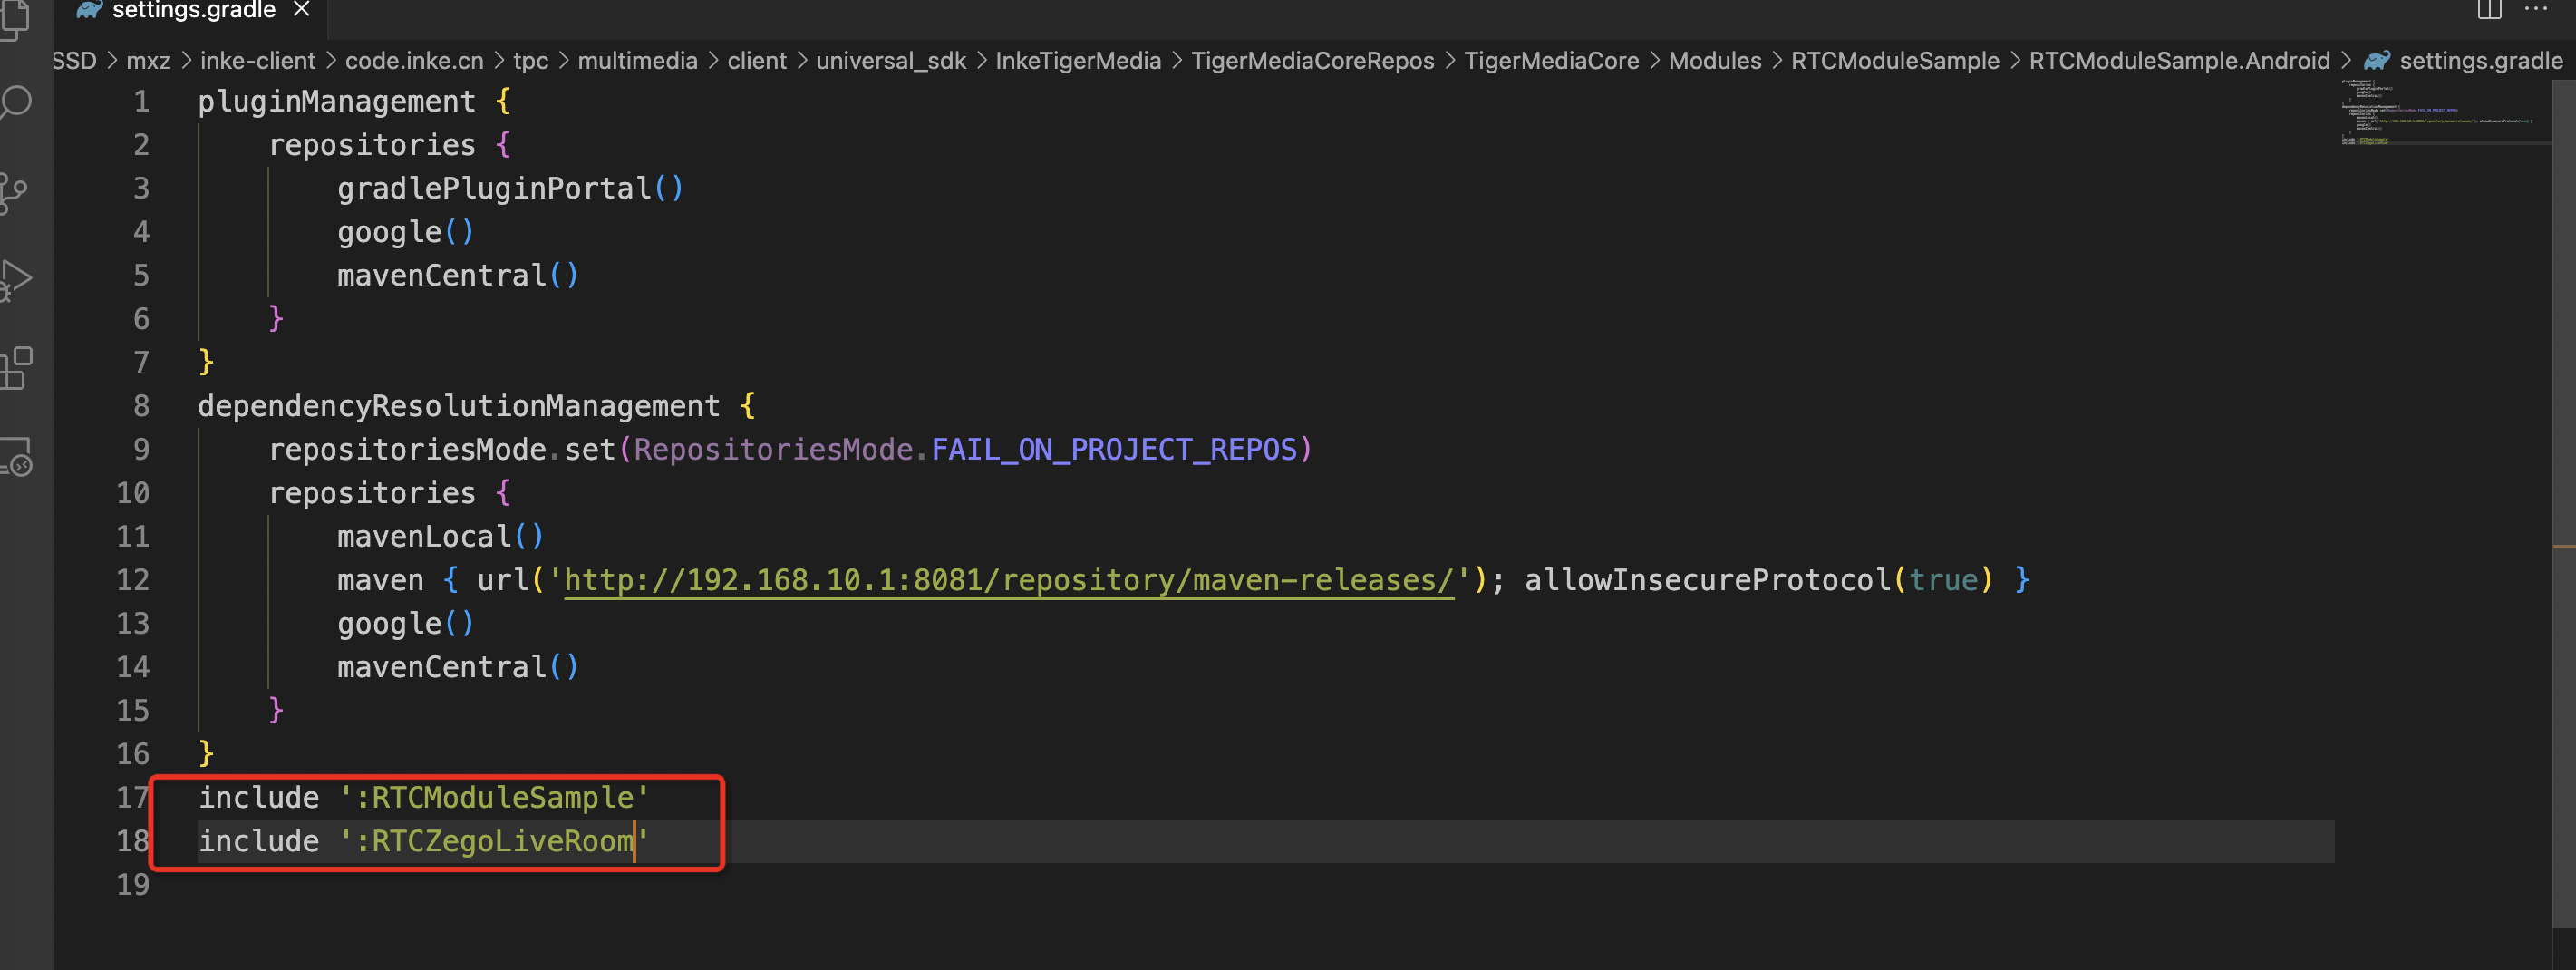 settings.gradle
SSD > mxz > inke-client > code.inke.cn > tpc > multimedia > client > universal_sdk > InkeTigerMedia > TigerMediaCoreRepos > TigerMediaCore > Modules > RTCModuleSample > RTCModuleSample.Android > settings.gradle
1 pluginManagement {
2     repositories {
3         gradlePluginPortal()
4         google()
5         mavenCentral()
6     }
7 }
8 dependencyResolutionManagement {
9     repositoriesMode.set(RepositoriesMode.FAIL_ON_PROJECT_REPOS)
10     repositories {
11         mavenLocal()
12         maven { url('http://192.168.10.1:8081/repository/maven-releases/'); allowInsecureProtocol(true) }
13         google()
14         mavenCentral()
15     }
16 }
17 include ':RTCModuleSample'
18 include ':RTCZegoLiveRoom'
19